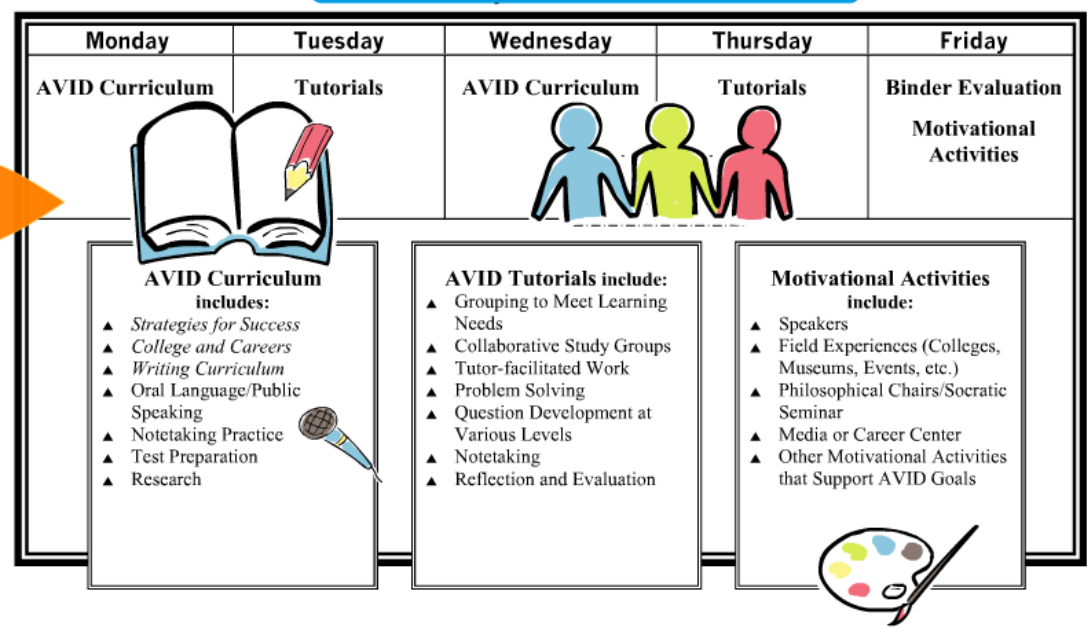 Monday
Tuesday
Wednesday
Thursday
Friday
AVID Curriculum
Tutorials
AVID Curriculum
Tutorials
Binder Evaluation
Motivational
Activities
AVID Curriculum
includes:
Strategies for Success
College and Careers
Writing Curriculum
Oral Language/Public
Speaking
Notetaking Practice
Test Preparation
Research
AVID Tutorials include:
Grouping to Meet Learning
Needs
Collaborative Study Groups
Tutor-facilitated Work
Problem Solving
Question Development at
Various Levels
Notetaking
Reflection and Evaluation
Motivational Activities
include:
Speakers
Field Experiences (Colleges,
Museums, Events, etc.)
Philosophical Chairs/Socratic
Seminar
Media or Career Center
Other Motivational Activities
that Support AVID Goals